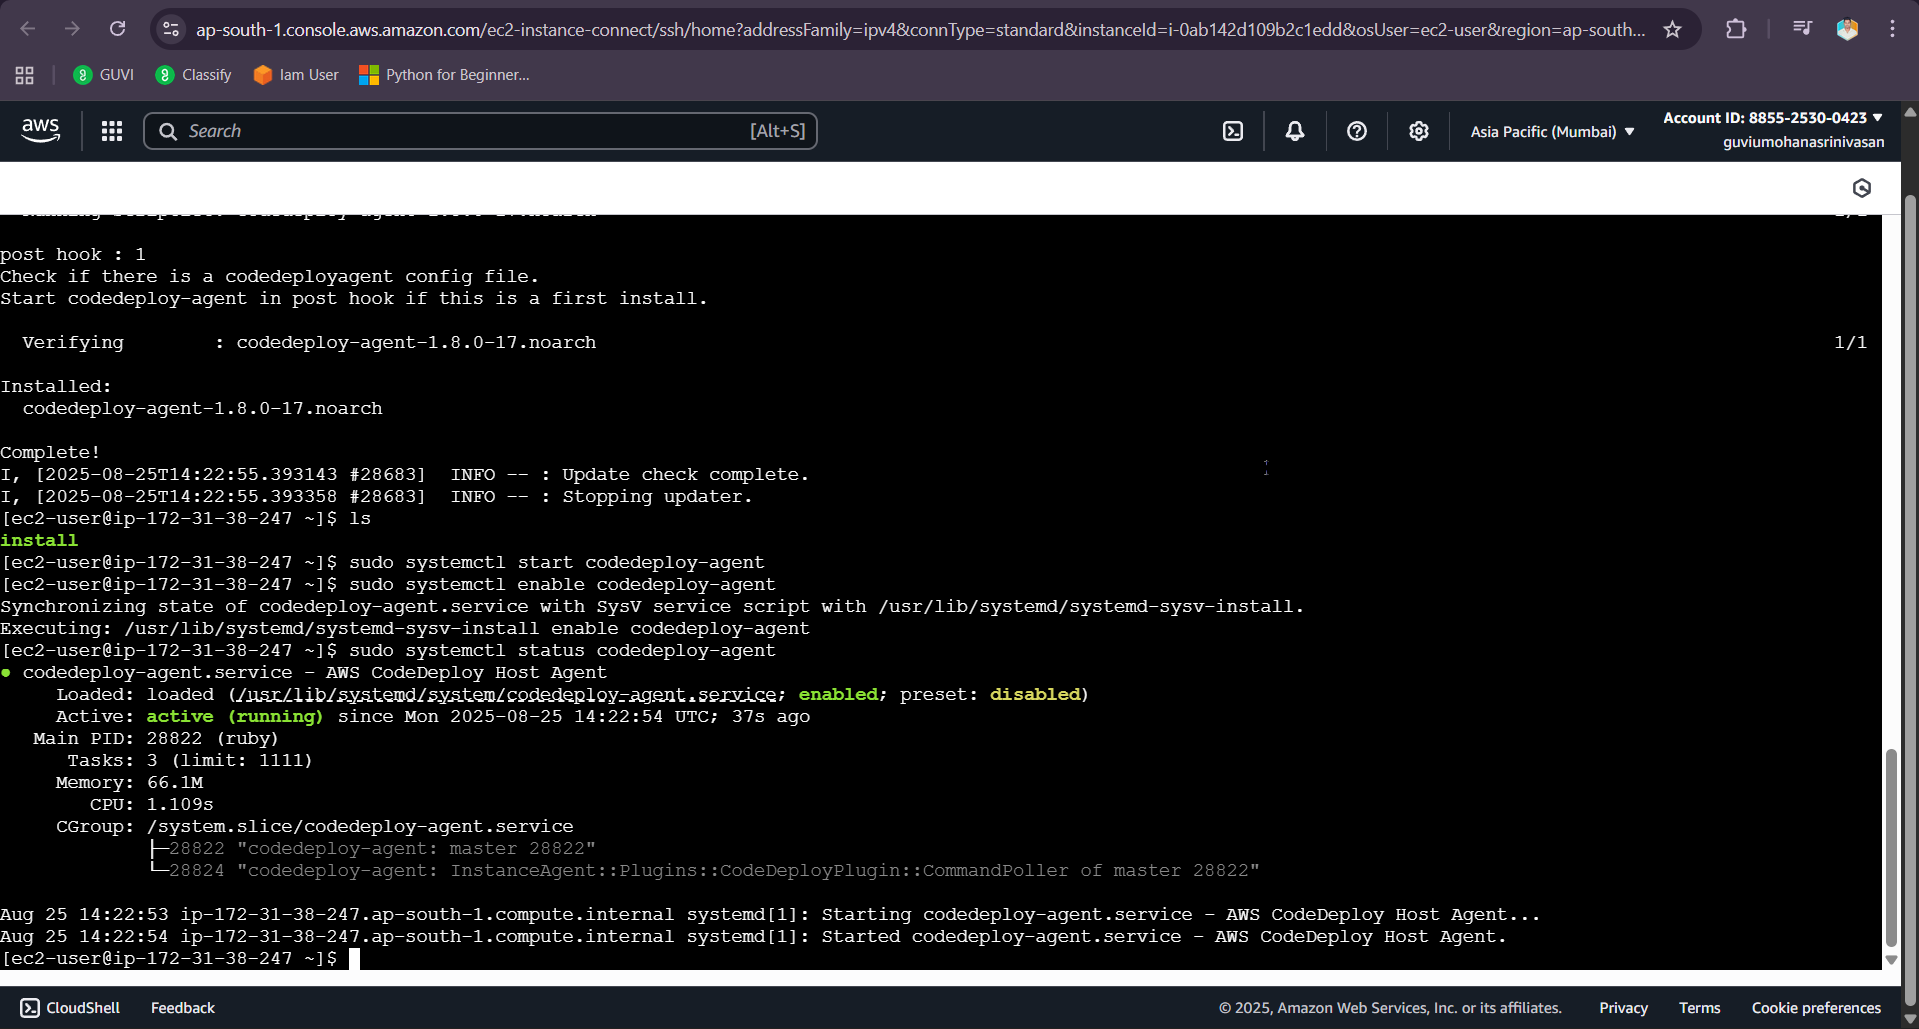 ap-south-1.console.aws.amazon.com/ec2-instance-connect/ssh/home?addressFamily=ipv4&connType=standard&instanceId=i-0ab142d109b2c1edd&osUser=ec2-user&region=ap-south...
GUVI Classify Iam User Python for Beginner...
aws Search [Alt+S] Asia Pacific (Mumbai) Account ID: 8855-2530-0423
guviumohanasrinivasan
post hook : 1
Check if there is a codedeployagent config file.
Start codedeploy-agent in post hook if this is a first install.
Verifying : codedeploy-agent-1.8.0-17.noarch 1/1
Installed:
codedeploy-agent-1.8.0-17.noarch
Complete!
I, [2025-08-25T14:22:55.393143 #28683] INFO -- : Update check complete.
I, [2025-08-25T14:22:55.393358 #28683] INFO -- : Stopping updater.
[ec2-user@ip-172-31-38-247 ~]$ ls
install
[ec2-user@ip-172-31-38-247 ~]$ sudo systemctl start codedeploy-agent
[ec2-user@ip-172-31-38-247 ~]$ sudo systemctl enable codedeploy-agent
Synchronizing state of codedeploy-agent.service with SysV service script with /usr/lib/systemd/systemd-sysv-install.
Executing: /usr/lib/systemd/systemd-sysv-install enable codedeploy-agent
[ec2-user@ip-172-31-38-247 ~]$ sudo systemctl status codedeploy-agent
● codedeploy-agent.service - AWS CodeDeploy Host Agent
Loaded: loaded (/usr/lib/systemd/system/codedeploy-agent.service; enabled; preset: disabled)
Active: active (running) since Mon 2025-08-25 14:22:54 UTC; 37s ago
Main PID: 28822 (ruby)
Tasks: 3 (limit: 1111)
Memory: 66.1M
CPU: 1.109s
CGroup: /system.slice/codedeploy-agent.service
├─28822 "codedeploy-agent: master 28822"
└─28824 "codedeploy-agent: InstanceAgent::Plugins::CodeDeployPlugin::CommandPoller of master 28822"
Aug 25 14:22:53 ip-172-31-38-247.ap-south-1.compute.internal systemd[1]: Starting codedeploy-agent.service - AWS CodeDeploy Host Agent...
Aug 25 14:22:54 ip-172-31-38-247.ap-south-1.compute.internal systemd[1]: Started codedeploy-agent.service - AWS CodeDeploy Host Agent.
[ec2-user@ip-172-31-38-247 ~]$
CloudShell Feedback © 2025, Amazon Web Services, Inc. or its affiliates. Privacy Terms Cookie preferences